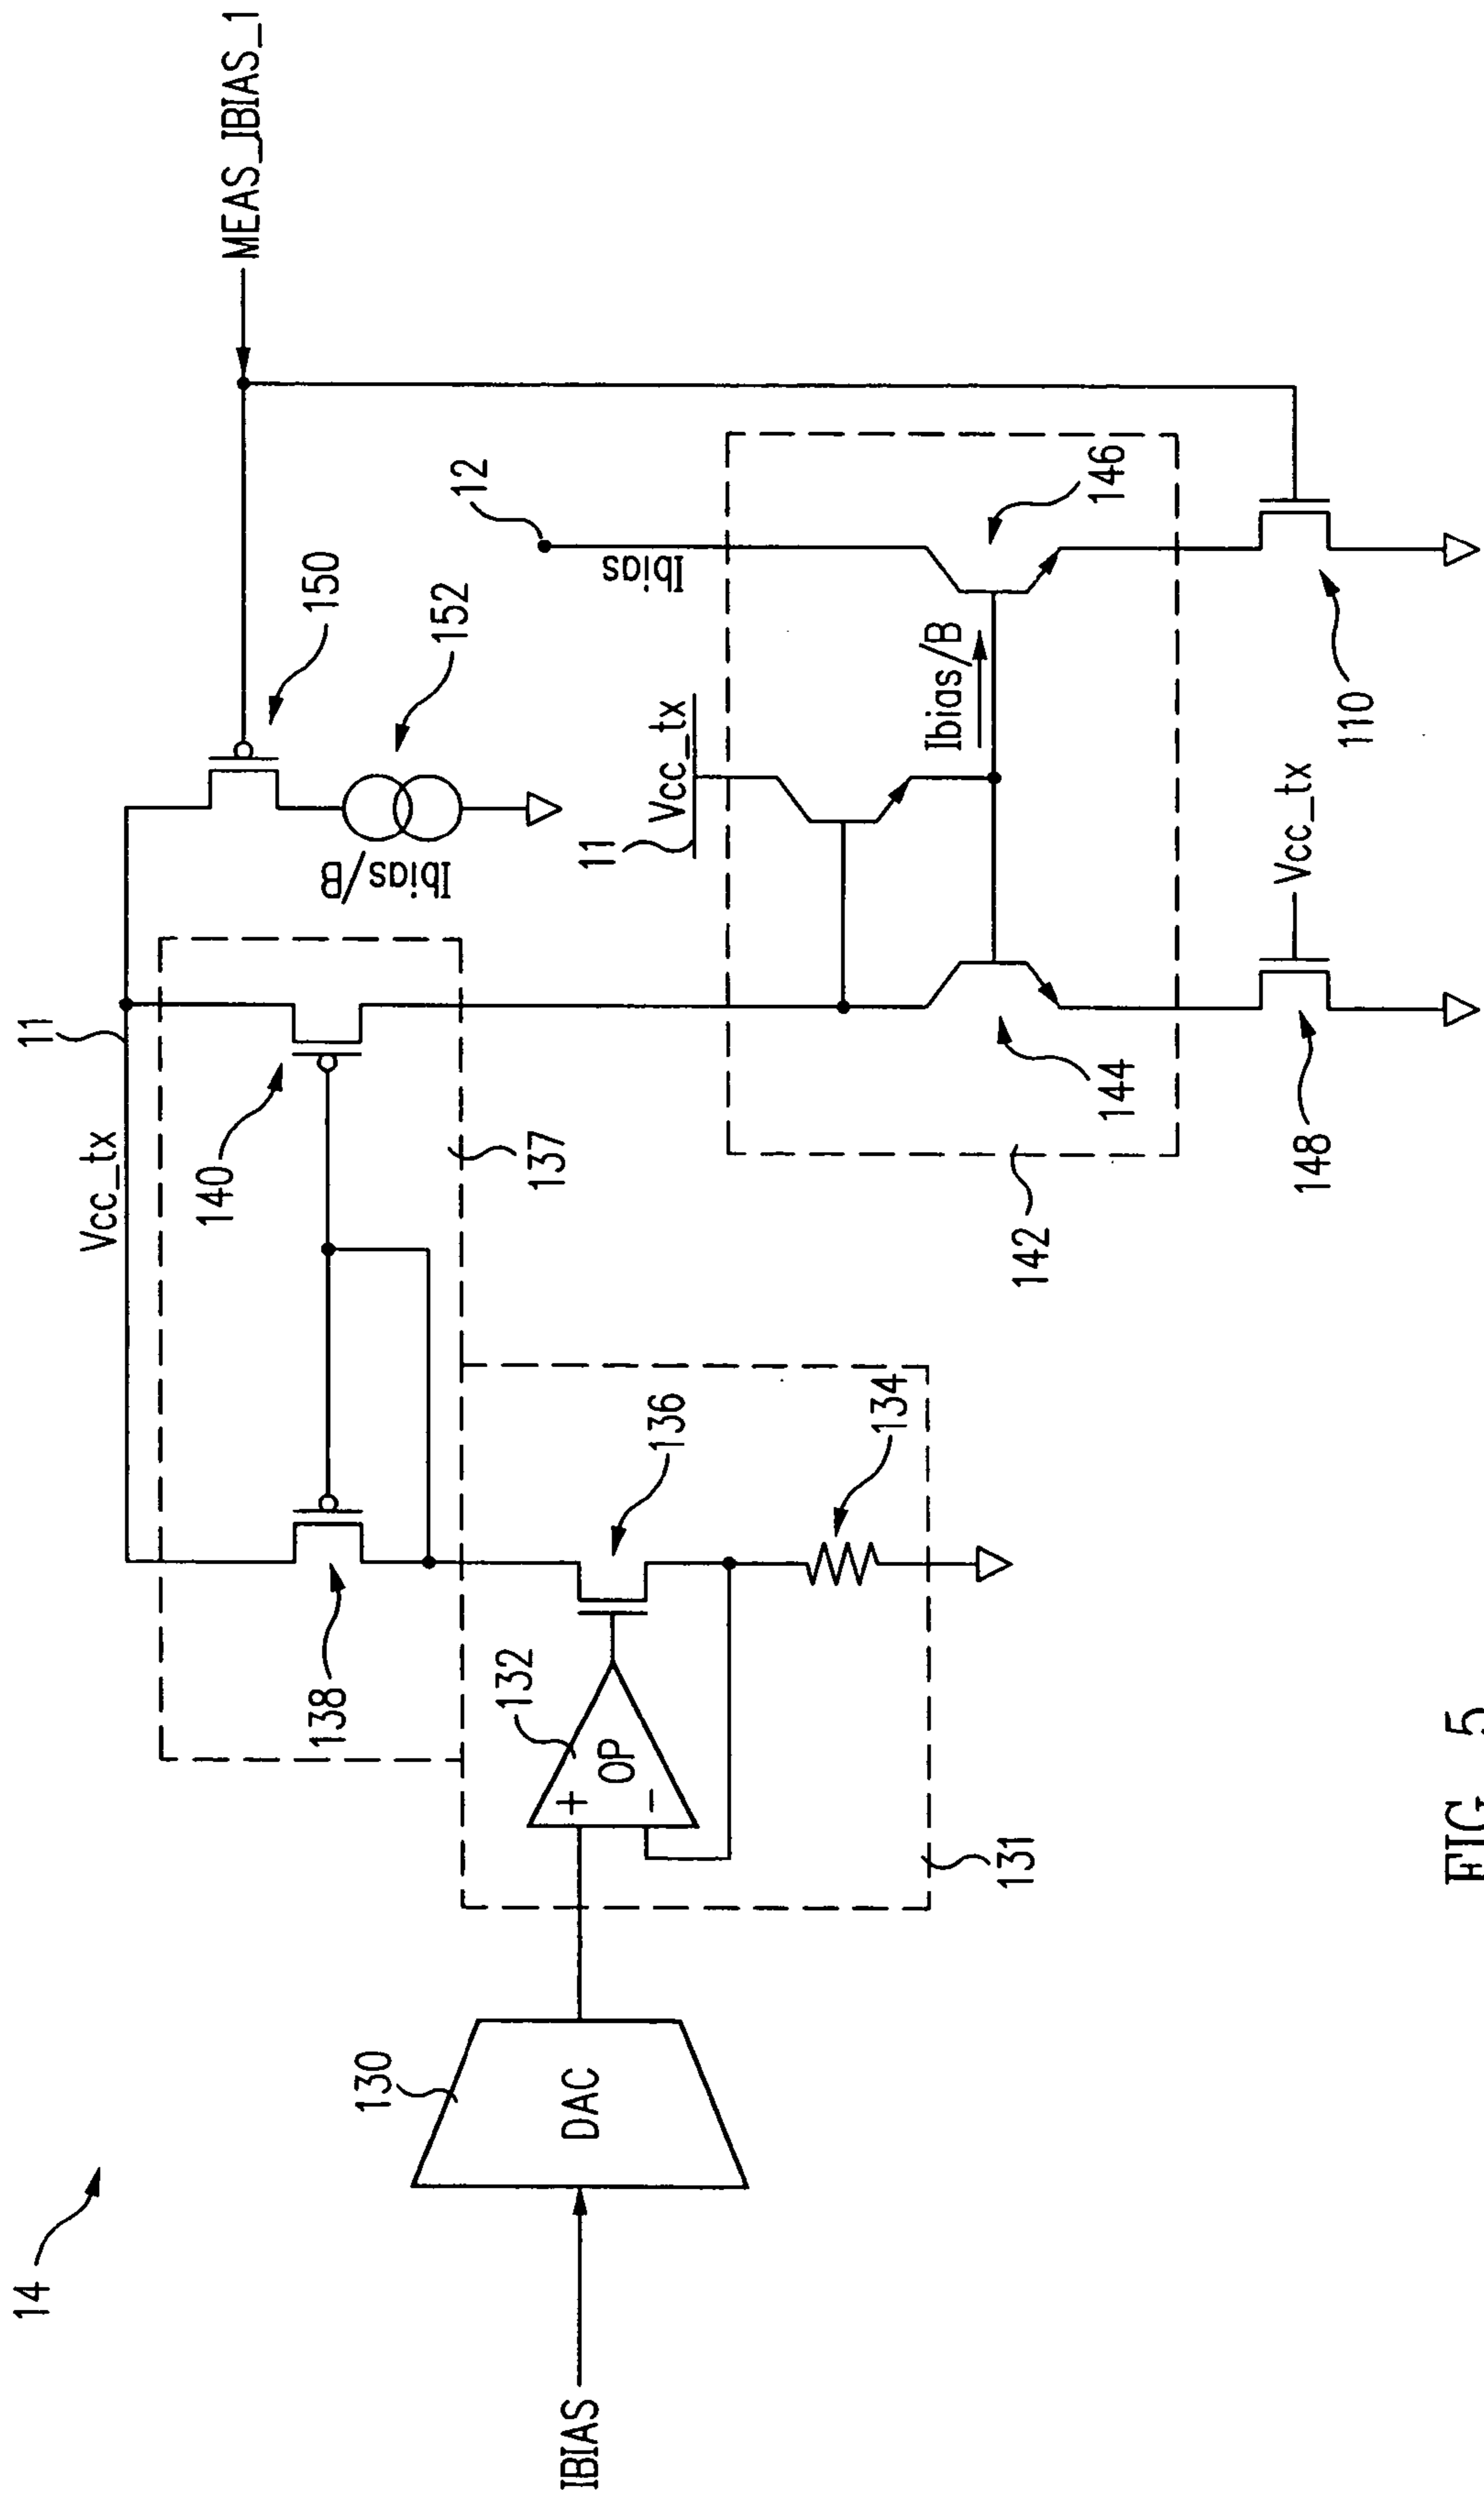 14
11
Vcc_tx
MEAS_IBIAS_1
140
150
138
Ibias/B
152
12
137
11
Vcc_tx
Ibias
130
132
136
IBIAS
DAC
+
OP
-
134
Ibias/B
146
131
142
144
Vcc_tx
148
110
FIG. 5